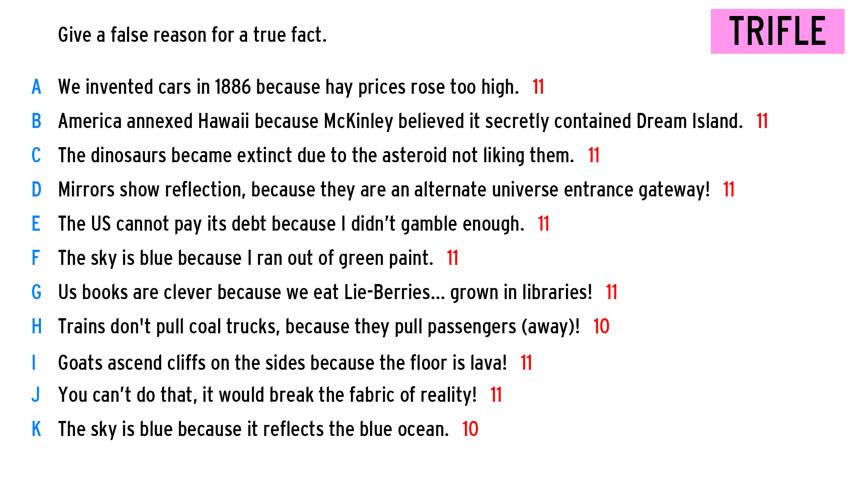 Give a false reason for a true fact.
TRIFLE
A We invented cars in 1886 because hay prices rose too high. 11
B America annexed Hawaii because McKinley believed it secretly contained Dream Island. 11
C The dinosaurs became extinct due to the asteroid not liking them. 11
D Mirrors show reflection, because they are an alternate universe entrance gateway! 11
E The US cannot pay its debt because I didn't gamble enough. 11
F The sky is blue because I ran out of green paint. 11
G Us books are clever because we eat Lie-Berries... grown in libraries! 11
H Trains don't pull coal trucks, because they pull passengers (away)! 10
I Goats ascend cliffs on the sides because the floor is lava! 11
J You can't do that, it would break the fabric of reality! 11
K The sky is blue because it reflects the blue ocean. 10